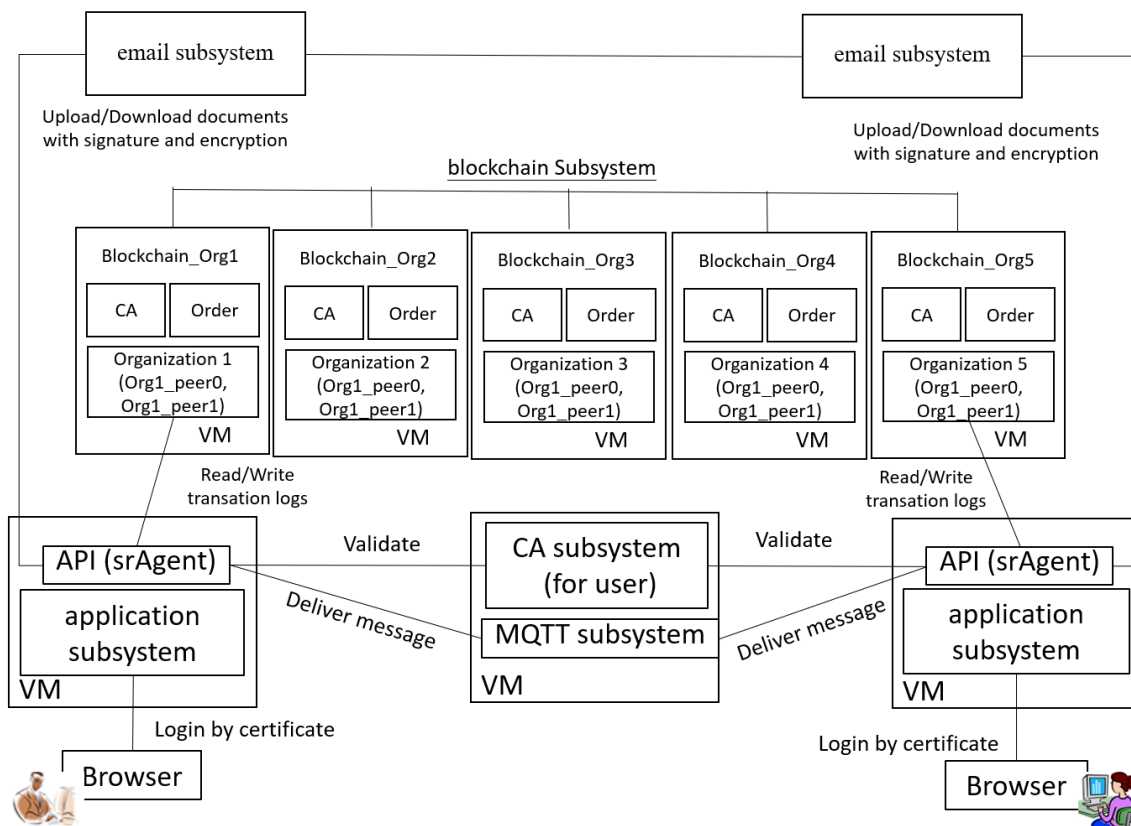 email subsystem
email subsystem
Upload/Download documents
with signature and encryption
Upload/Download documents
with signature and encryption
blockchain Subsystem
Blockchain_Org1
CA
Order
Organization 1
(Org1_peer0,
Org1_peer1)
VM
Blockchain_Org2
CA
Order
Organization 2
(Org1_peer0,
Org1_peer1)
VM
Blockchain_Org3
CA
Order
Organization 3
(Org1_peer0,
Org1_peer1)
VM
Blockchain_Org4
CA
Order
Organization 4
(Org1_peer0,
Org1_peer1)
VM
Blockchain_Org5
CA
Order
Organization 5
(Org1_peer0,
Org1_peer1)
VM
Read/Write
transation logs
Read/Write
transation logs
API (srAgent)
application
subsystem
VM
Validate
Deliver message
CA subsystem
(for user)
MQTT subsystem
VM
Validate
Deliver message
API (srAgent)
application
subsystem
VM
Login by certificate
Browser
Login by certificate
Browser